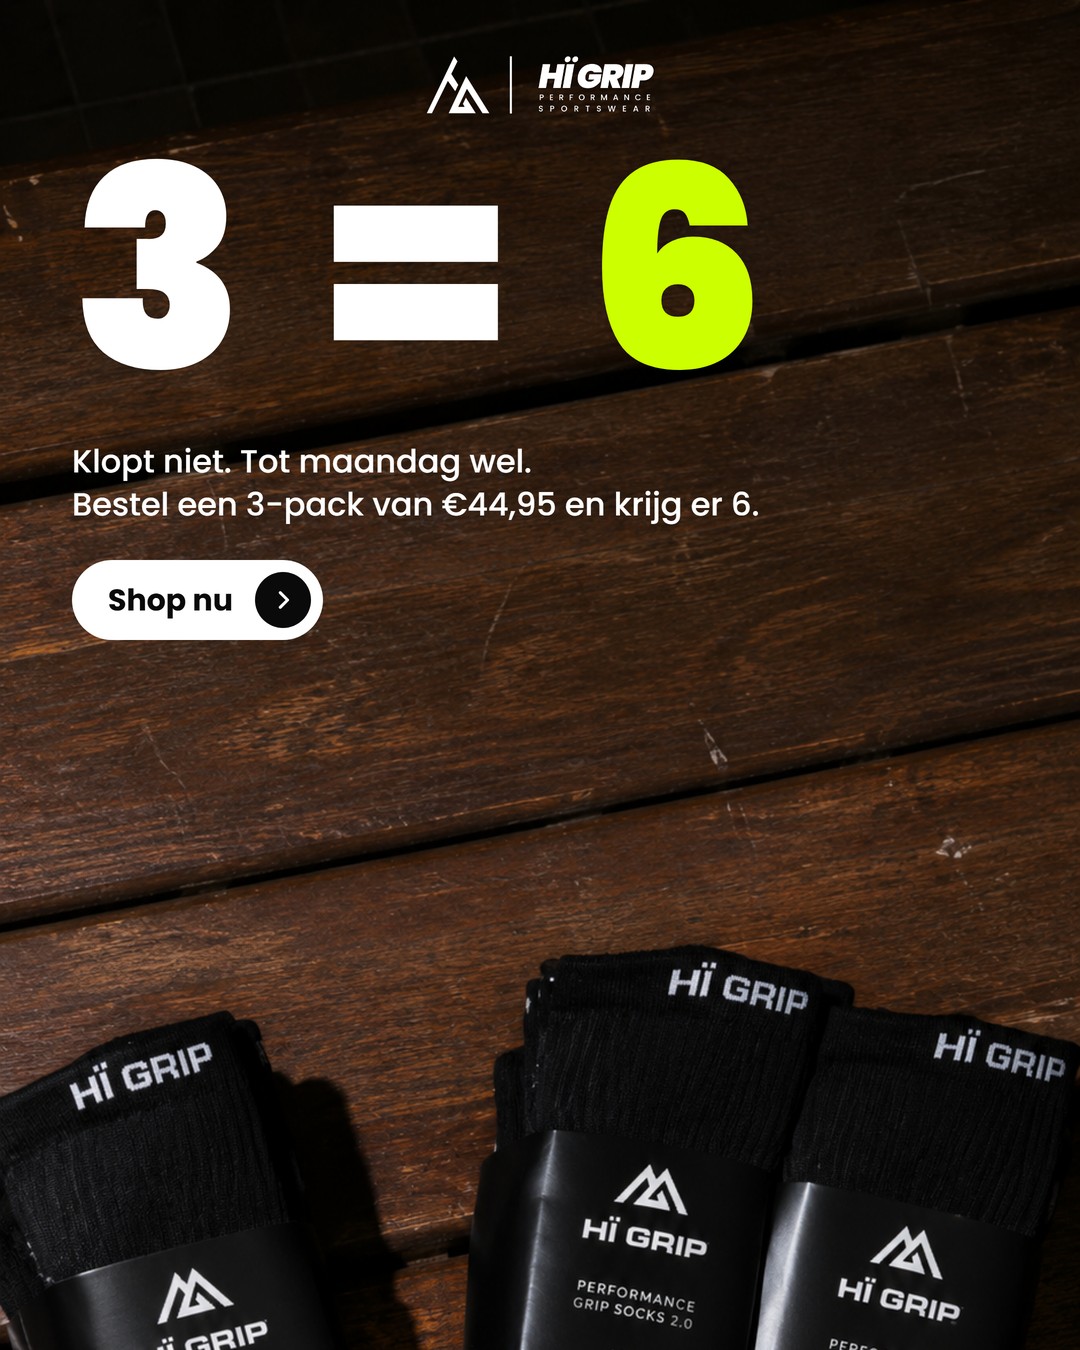 HÏ GRIP
PERFORMANCE
SPORTSWEAR
3 = 6
Klopt niet. Tot maandag wel.
Bestel een 3-pack van €44,95 en krijg er 6.
Shop nu
HÏ GRIP
HÏ GRIP
HÏ GRIP
HÏ GRIP
PERFORMANCE
GRIP SOCKS 2.0
HÏ GRIP
HÏ GRIP